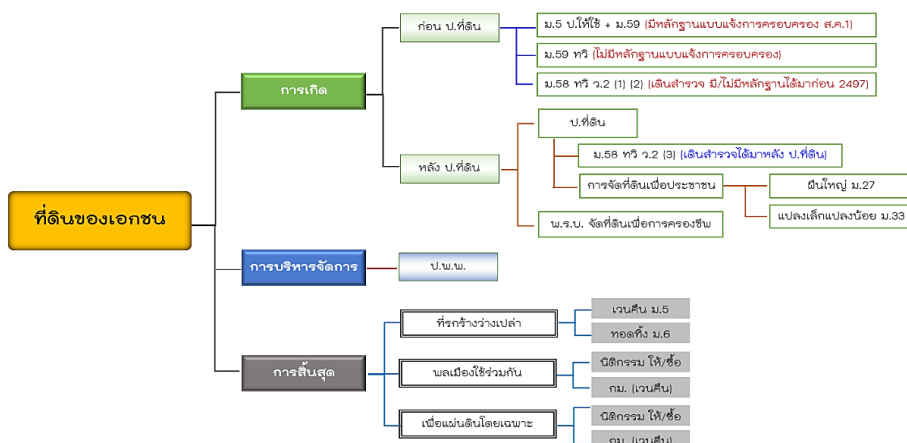 ที่ดินของเอกชน
การเกิด
ก่อน ป.ที่ดิน
ม.5 ป.ให้ใช้ + ม.59 (มีหลักฐานแบบแจ้งการครอบครอง ส.ค.1)
ม.59 ทวิ (ไม่มีหลักฐานแบบแจ้งการครอบครอง)
ม.58 ทวิ ว.2 (1) (2) (เดินสำรวจ มี/ไม่มีหลักฐานได้มาก่อน 2497)
หลัง ป.ที่ดิน
ป.ที่ดิน
ม.58 ทวิ ว.2 (3) (เดินสำรวจได้มาหลัง ป.ที่ดิน)
การจัดที่ดินเพื่อประชาชน
ผืนใหญ่ ม.27
แปลงเล็กแปลงน้อย ม.33
พ.ร.บ. จัดที่ดินเพื่อการครองชีพ
การบริหารจัดการ
ป.พ.พ.
การสิ้นสุด
ที่รกร้างว่างเปล่า
เวนคืน ม.5
ทอดทิ้ง ม.6
พลเมืองใช้ร่วมกัน
นิติกรรม ให้/ซื้อ
กม. (เวนคืน)
เพื่อแผ่นดินโดยเฉพาะ
นิติกรรม ให้/ซื้อ
กม. (เวนคืน)